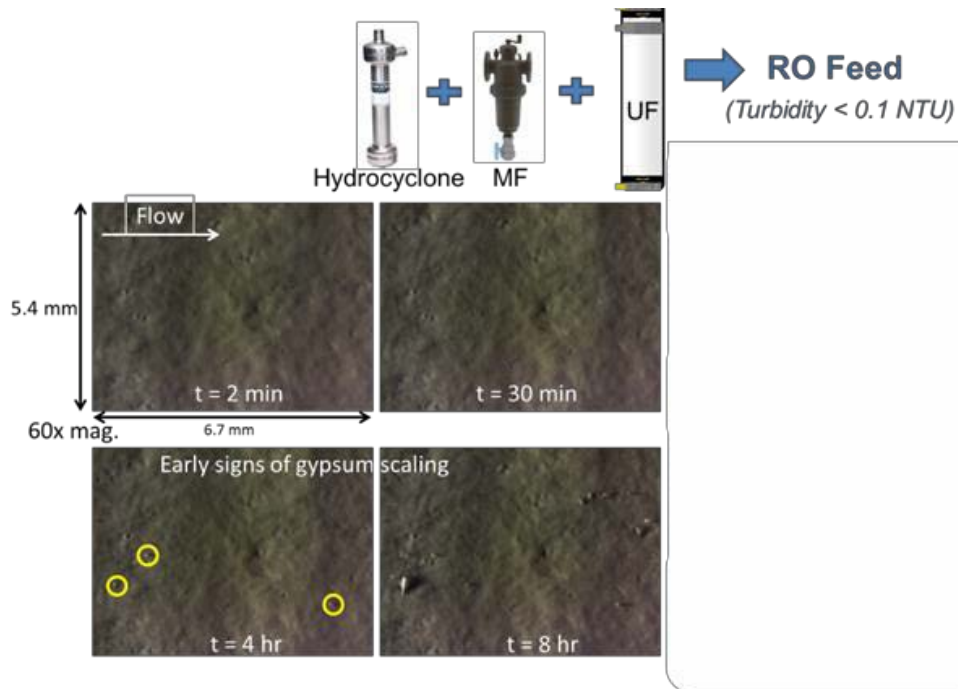 UF
RO Feed
(Turbidity < 0.1 NTU)
Hydrocyclone
MF
Flow
5.4 mm
t = 2 min
t = 30 min
60x mag.
6.7 mm
Early signs of gypsum scaling
t = 4 hr
t = 8 hr